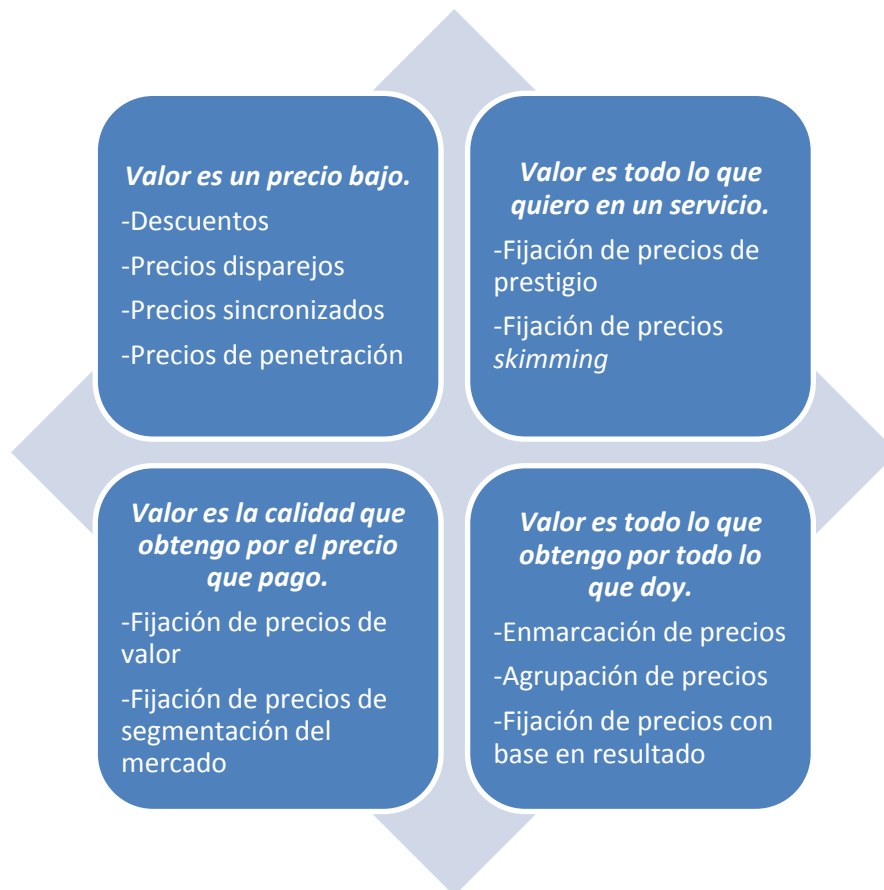 Valor es un precio bajo.
-Descuentos
-Precios disparejos
-Precios sincronizados
-Precios de penetración
Valor es todo lo que
quiero en un servicio.
-Fijación de precios de
prestigio
-Fijación de precios
skimming
Valor es la calidad que
obtengo por el precio
que pago.
-Fijación de precios de
valor
-Fijación de precios de
segmentación del
mercado
Valor es todo lo que
obtengo por todo lo
que doy.
-Enmarcación de precios
-Agrupación de precios
-Fijación de precios con
base en resultado